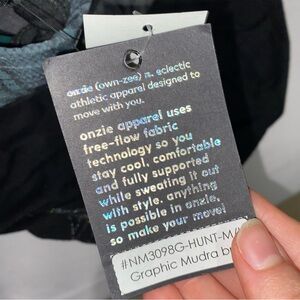 onzie (own-zee) n. eclectic
athletic apparel designed to
move with you.
onzie apparel uses
free-flow fabric
technology so you
stay cool, comfortable
and fully supported
while sweating it out
with style. anything
is possible in onzie,
so make your move!
#NM3098G-HUNT-M/
Graphic Mudra b